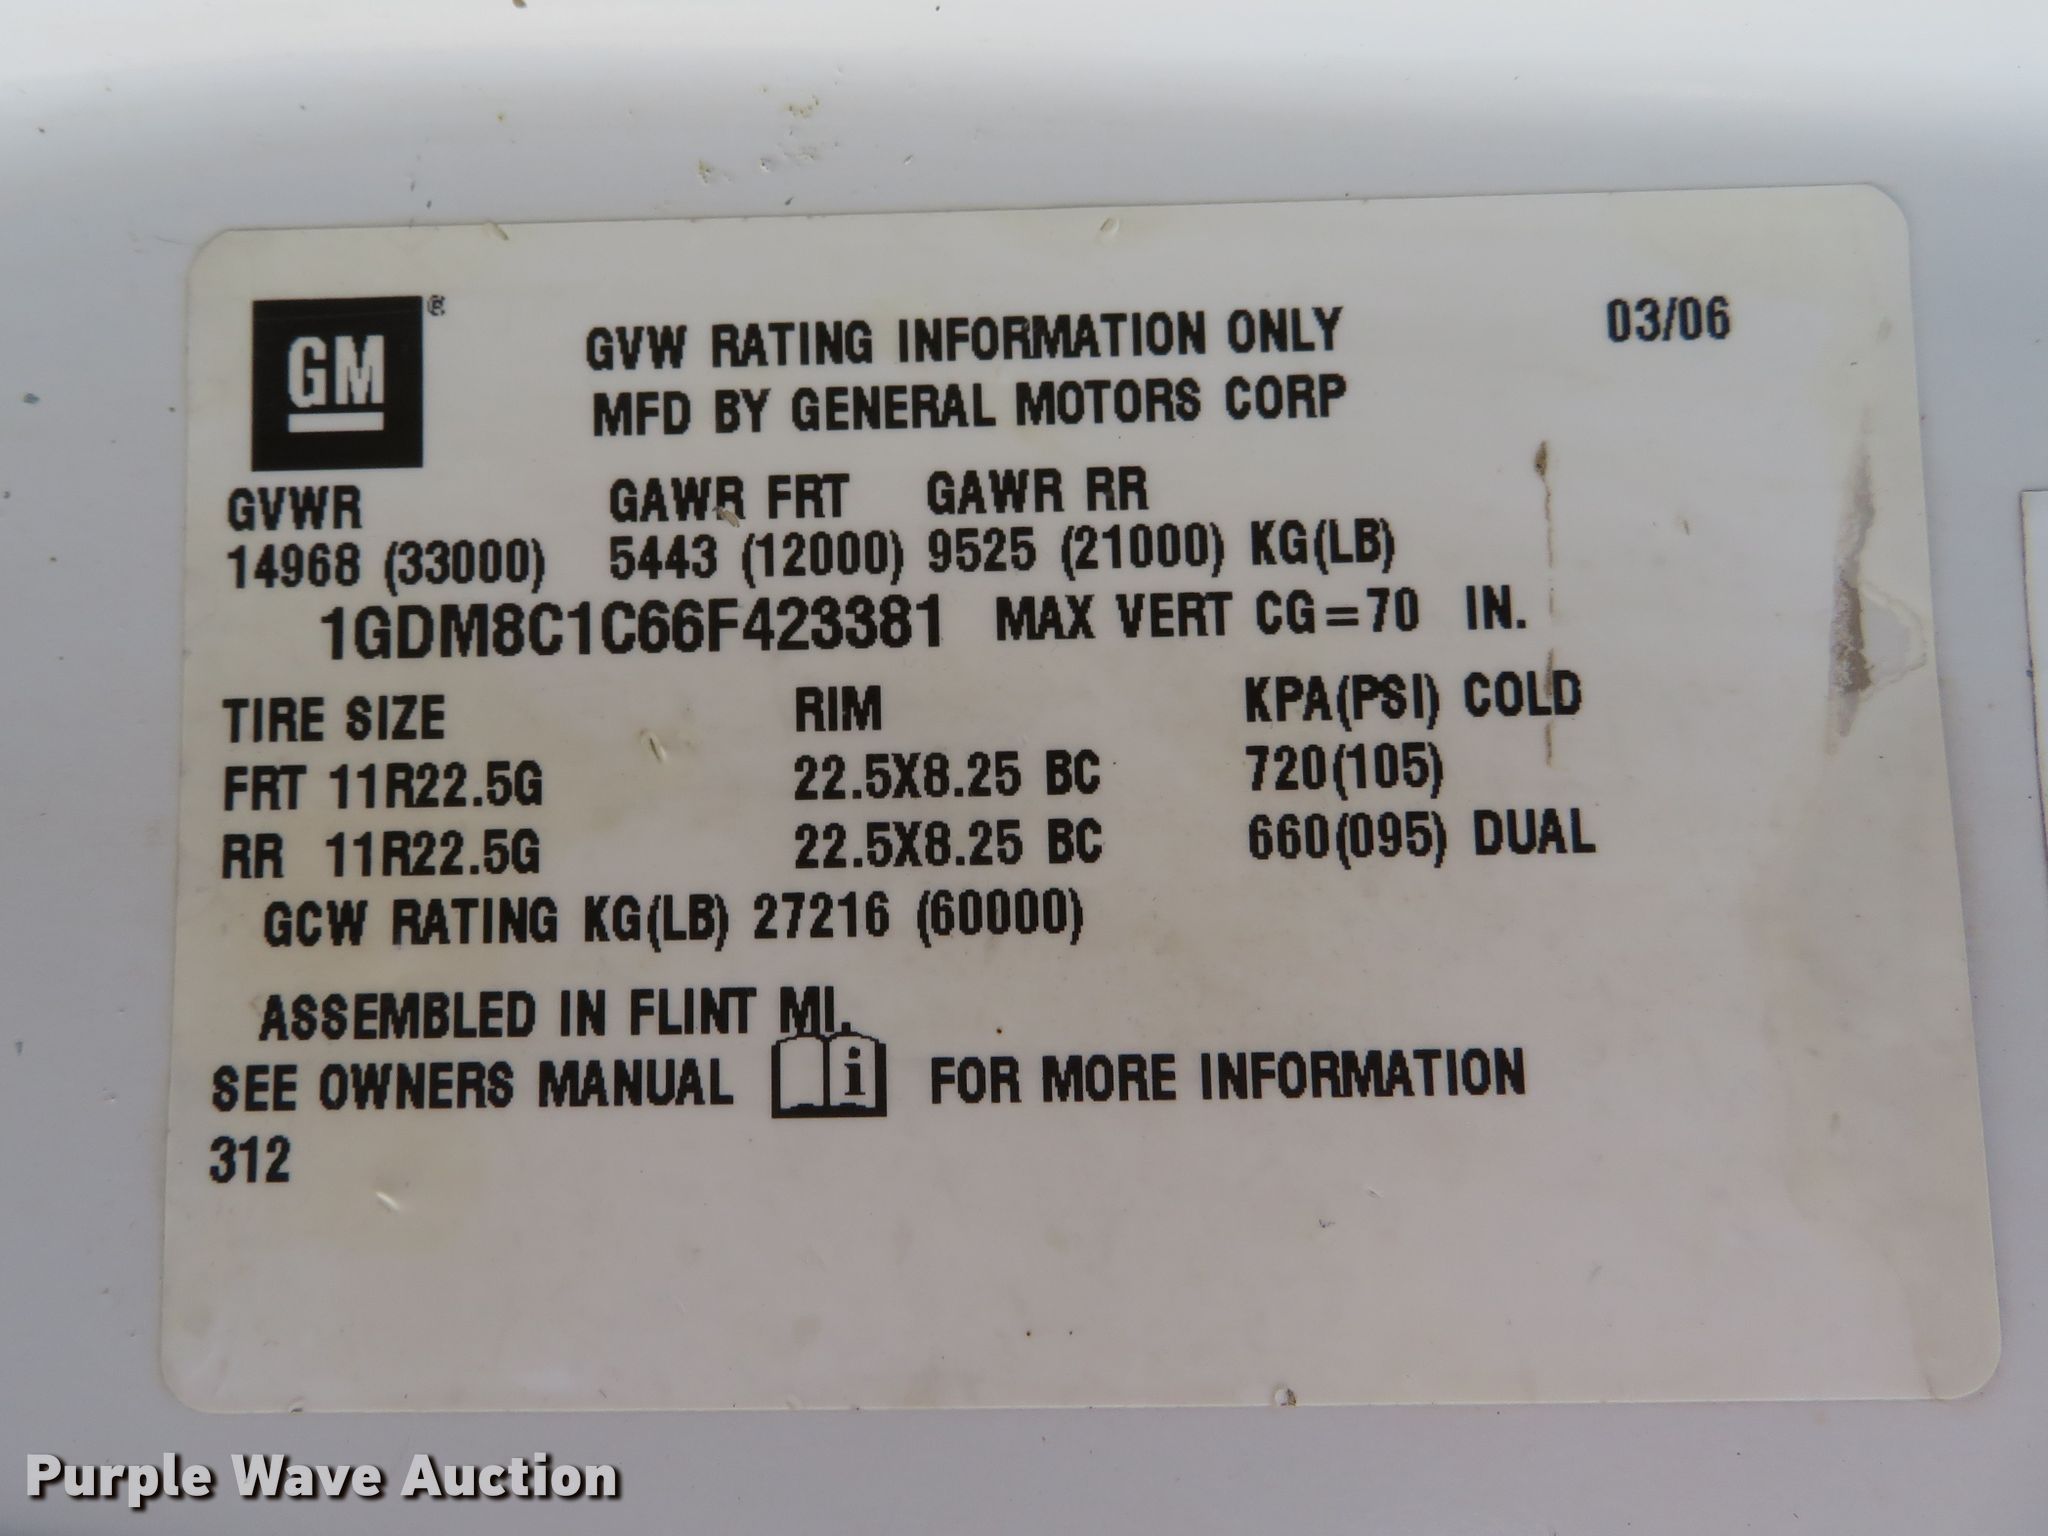 GM®
GVW RATING INFORMATION ONLY 03/06
MFD BY GENERAL MOTORS CORP
GVWR GAWR FRT GAWR RR
14968 (33000) 5443 (12000) 9525 (21000) KG(LB)
1GDM8C1C66F423381 MAX VERT CG=70 IN.
TIRE SIZE RIM KPA(PSI) COLD
FRT 11R22.5G 22.5X8.25 BC 720(105)
RR 11R22.5G 22.5X8.25 BC 660(095) DUAL
GCW RATING KG(LB) 27216 (60000)
ASSEMBLED IN FLINT MI.
SEE OWNERS MANUAL i FOR MORE INFORMATION
312
Purple Wave Auction